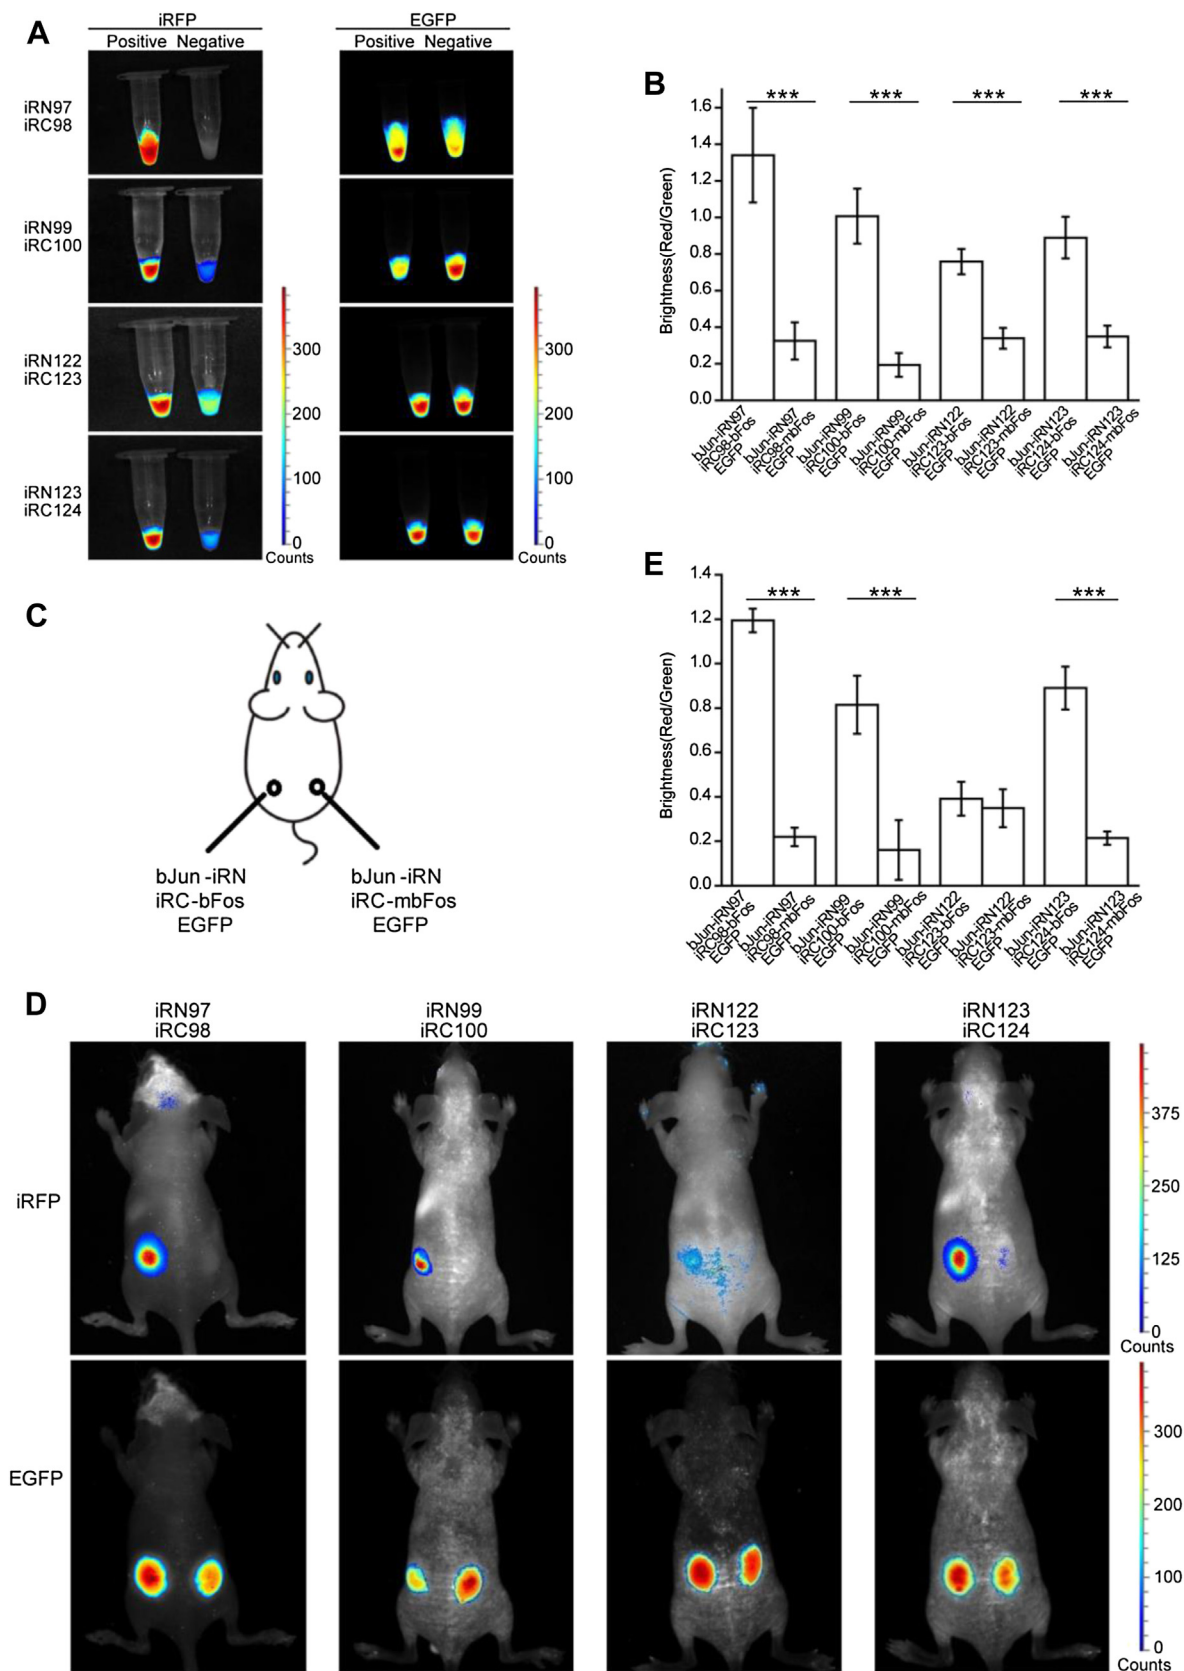 A
iRFP
EGFP
Positive Negative
Positive Negative
iRN97
iRC98
iRN99
iRC100
iRN122
iRC123
iRN123
iRC124
300
200
100
0
Counts
300
200
100
0
Counts
B
Brightness(Red/Green)
1.6
1.4
1.2
1.0
0.8
0.6
0.4
0.2
0.0
***
***
***
***
bJun-iRN97
iRC98-bFos
EGFP
bJun-iRN97
iRC98-mbFos
EGFP
bJun-iRN99
iRC100-bFos
EGFP
bJun-iRN99
iRC100-mbFos
EGFP
bJun-iRN122
iRC123-bFos
EGFP
bJun-iRN122
iRC123-mbFos
EGFP
bJun-iRN123
iRC124-bFos
EGFP
bJun-iRN123
iRC124-mbFos
EGFP
C
bJun-iRN
iRC-bFos
EGFP
bJun-iRN
iRC-mbFos
EGFP
E
Brightness(Red/Green)
1.4
1.2
1.0
0.8
0.6
0.4
0.2
0.0
***
***
***
bJun-iRN97
iRC98-bFos
EGFP
bJun-iRN97
iRC98-mbFos
EGFP
bJun-iRN99
iRC100-bFos
EGFP
bJun-iRN99
iRC100-mbFos
EGFP
bJun-iRN122
iRC123-bFos
EGFP
bJun-iRN122
iRC123-mbFos
EGFP
bJun-iRN123
iRC124-bFos
EGFP
bJun-iRN123
iRC124-mbFos
EGFP
D
iRN97
iRC98
iRN99
iRC100
iRN122
iRC123
iRN123
iRC124
iRFP
375
250
125
0
Counts
EGFP
300
200
100
0
Counts